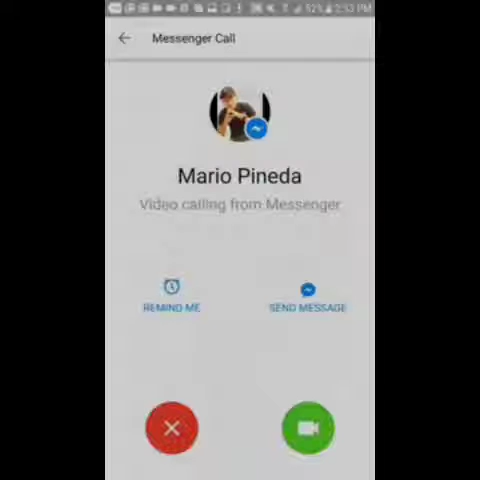 Messenger Call
Mario Pineda
Video calling from Messenger
REMIND ME
SEND MESSAGE